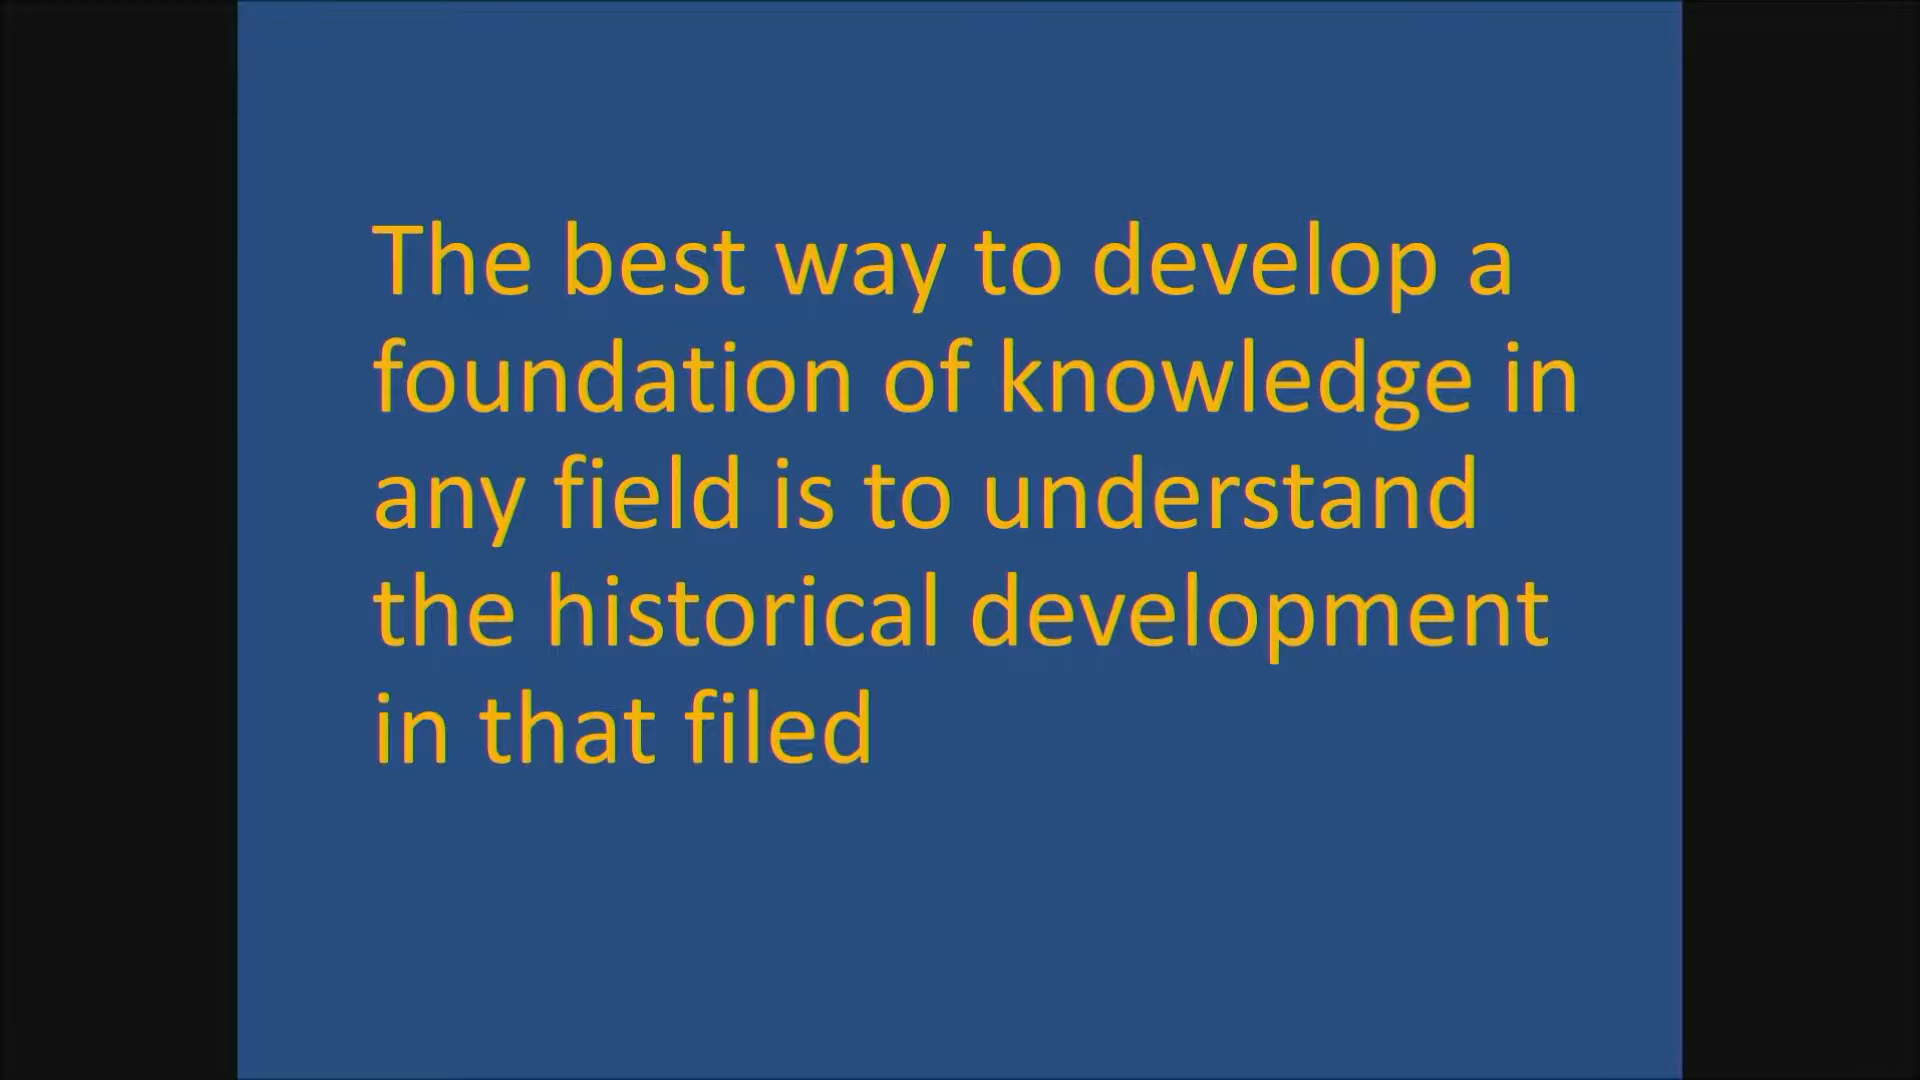 The best way to develop a
foundation of knowledge in
any field is to understand
the historical development
in that filed